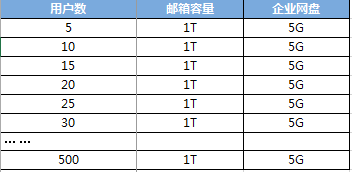 用户数 邮箱容量 企业网盘
5 1T 5G
10 1T 5G
15 1T 5G
20 1T 5G
25 1T 5G
30 1T 5G
… …
500 1T 5G